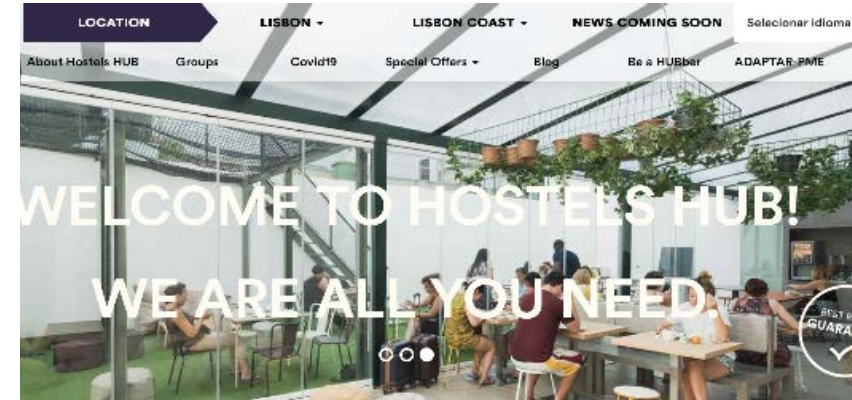 LOCATION LISBON LISBON COAST NEWS COMING SOON Selecionar idioma
About Hostels HUB Groups Covid19 Special Offers Blog Be a HUBber ADAPTAR-PME
WELCOME TO HOSTELS HUB!
WE ARE ALL YOU NEED.
BEST
GUARA